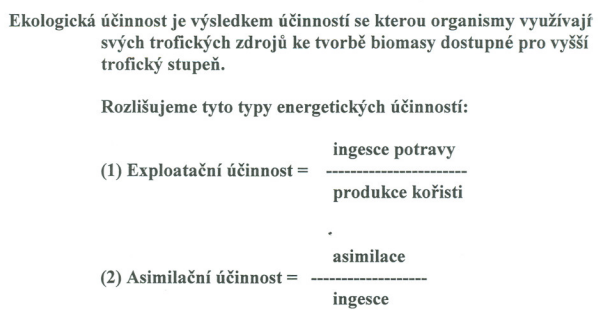 Ekologická účinnost je výsledkem účinností se kterou organismy využívají
svých trofických zdrojů ke tvorbě biomasy dostupné pro vyšší
trofický stupeň.
Rozlišujeme tyto typy energetických účinností:
ingesce potravy
(1) Exploatační účinnost = -----------------------
produkce kořisti
asimilace
(2) Asimilační účinnost = -------------------
ingesce